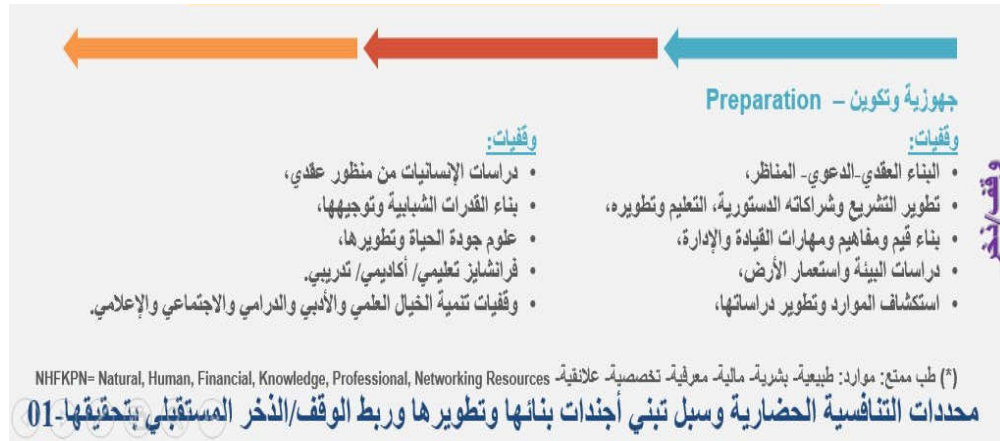 جهوزية وتكوين – Preparation
وقفيات:
• البناء العقدي-الدعوي- المناظر،
• تطوير التشريع وشراكاته الدستورية، التعليم وتطويره،
• بناء قيم ومفاهيم ومهارات القيادة والإدارة،
• دراسات البيئة واستعمار الأرض،
• استكشاف الموارد وتطوير دراساتها،
وقفيات:
• دراسات الإنسانيات من منظور عقدي،
• بناء القدرات الشبابية وتوجيهها،
• علوم جودة الحياة وتطويرها،
• فرانشايز تعليمي/ أكاديمي/ تدريبي.
• وقفيات تنمية الخيال العلمي والأدبي والدرامي والاجتماعي والإعلامي.
(*) طب ممتع: موارد: طبيعية- بشرية- مالية- معرفية- تخصصية- علائقية- NHFKPN= Natural, Human, Financial, Knowledge, Professional, Networking Resources
محددات التنافسية الحضارية وسبل تبني أجندات بنائها وتطويرها وربط الوقف/الذخر المستقبلي بتحقيقها-01